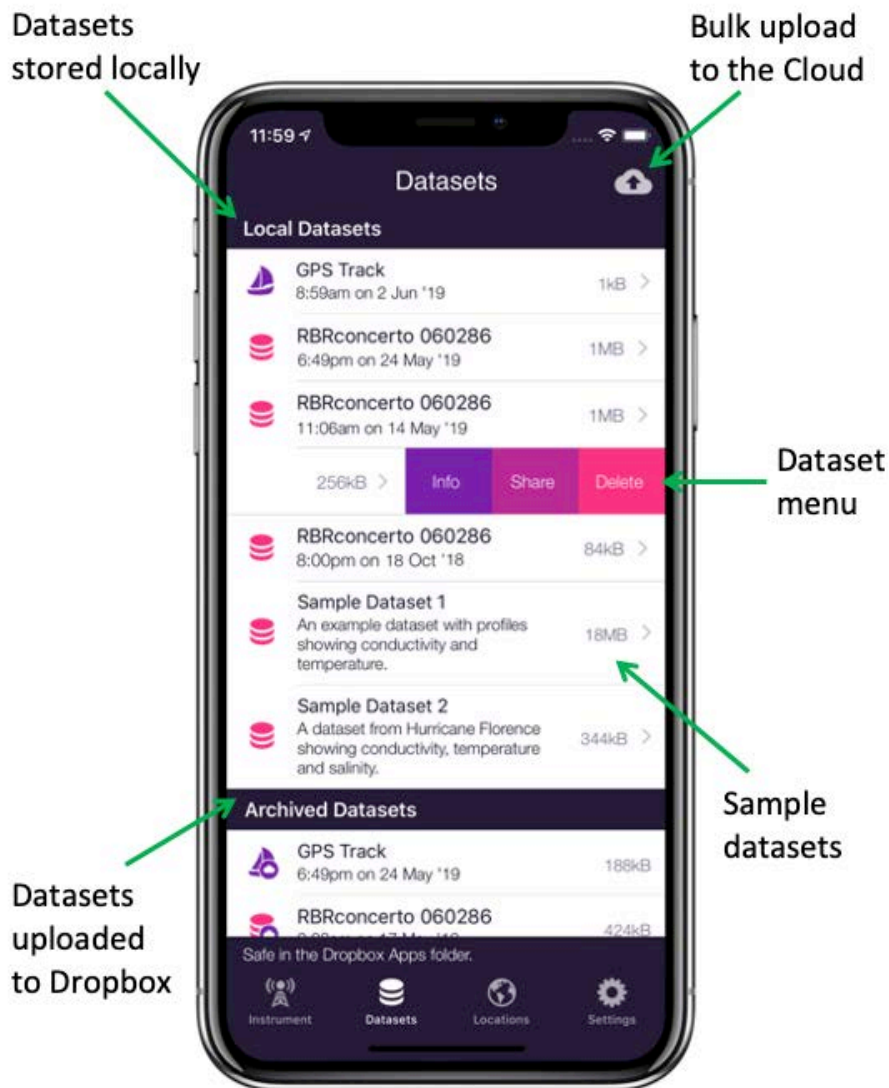 Datasets
stored locally
Bulk upload
to the Cloud
11:59
Datasets
Local Datasets
GPS Track
8:59am on 2 Jun '19
1kB
RBRconcerto 060286
6:49pm on 24 May '19
1MB
RBRconcerto 060286
11:06am on 14 May '19
1MB
256kB
Info
Share
Delete
Dataset
menu
RBRconcerto 060286
8:00pm on 18 Oct '18
84kB
Sample Dataset 1
An example dataset with profiles
showing conductivity and
temperature.
18MB
Sample Dataset 2
A dataset from Hurricane Florence
showing conductivity, temperature
and salinity.
344kB
Sample
datasets
Archived Datasets
GPS Track
6:49pm on 24 May '19
188kB
RBRconcerto 060286
424kB
Datasets
uploaded
to Dropbox
Safe in the Dropbox Apps folder.
Instrument
Datasets
Locations
Settings